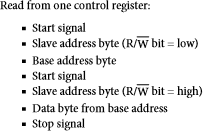 Read from one control register:
▪ Start signal
▪ Slave address byte (R/W̅ bit = low)
▪ Base address byte
▪ Start signal
▪ Slave address byte (R/W̅ bit = high)
▪ Data byte from base address
▪ Stop signal